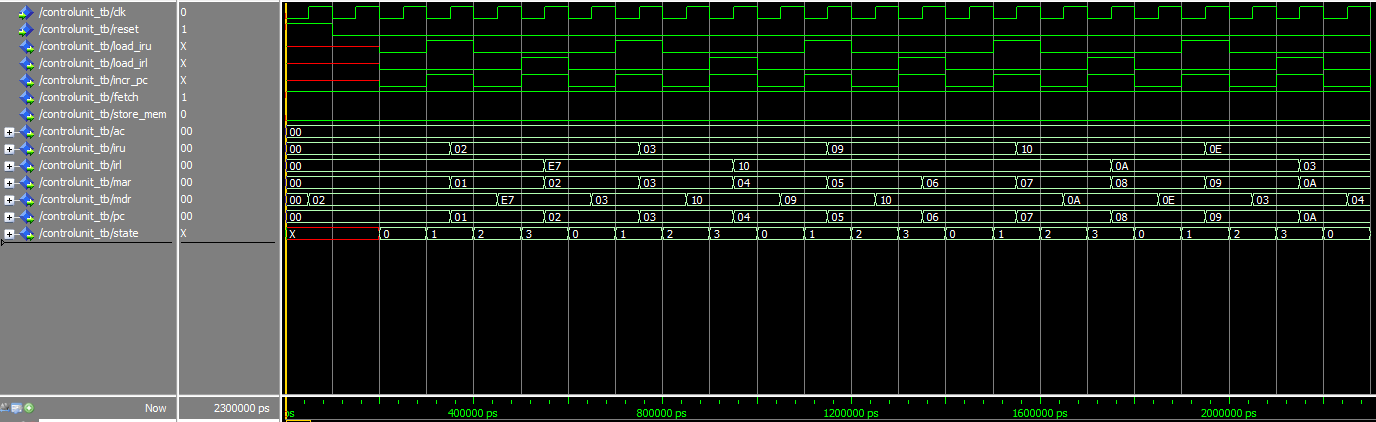 /controlunit_tb/clk 0
/controlunit_tb/reset 1
/controlunit_tb/load_iru X
/controlunit_tb/load_irl X
/controlunit_tb/incr_pc X
/controlunit_tb/fetch 1
/controlunit_tb/store_mem 0
/controlunit_tb/ac 00 00
/controlunit_tb/iru 00 00 02 03 09 10 0E
/controlunit_tb/irl 00 00 E7 10 0A 03
/controlunit_tb/mar 00 00 01 02 03 04 05 06 07 08 09 0A
/controlunit_tb/mdr 00 00 02 E7 03 10 09 10 0A 0E 03 04
/controlunit_tb/pc 00 00 01 02 03 04 05 06 07 08 09 0A
/controlunit_tb/state X X 0 1 2 3 0 1 2 3 0 1 2 3 0 1 2 3 0 1 2 3 0
Now 2300000 ps ps 400000 ps 800000 ps 1200000 ps 1600000 ps 2000000 ps